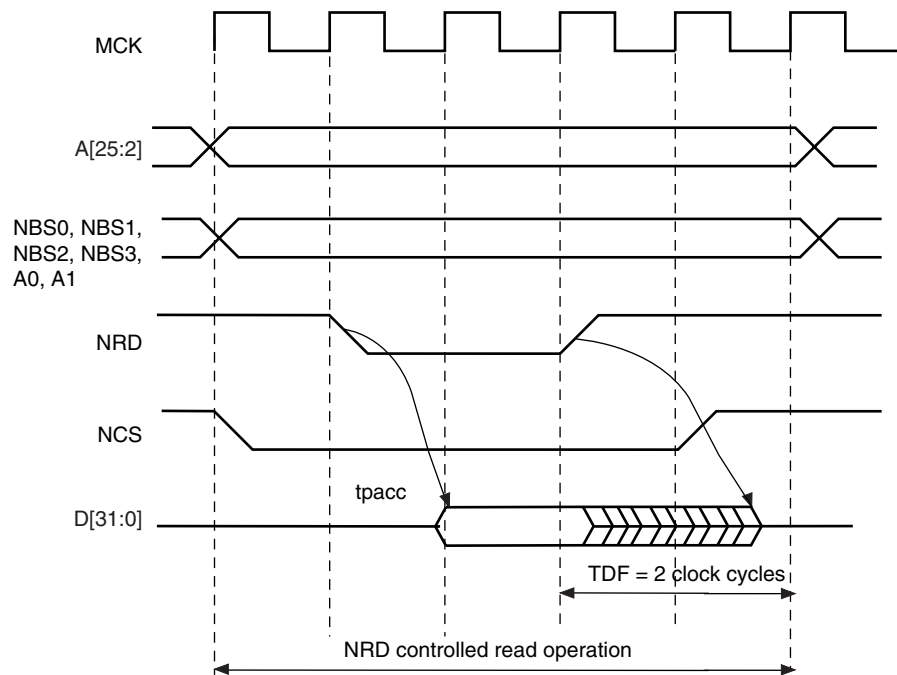 MCK
A[25:2]
NBS0, NBS1,
NBS2, NBS3,
A0, A1
NRD
NCS
tpacc
D[31:0]
TDF = 2 clock cycles
NRD controlled read operation